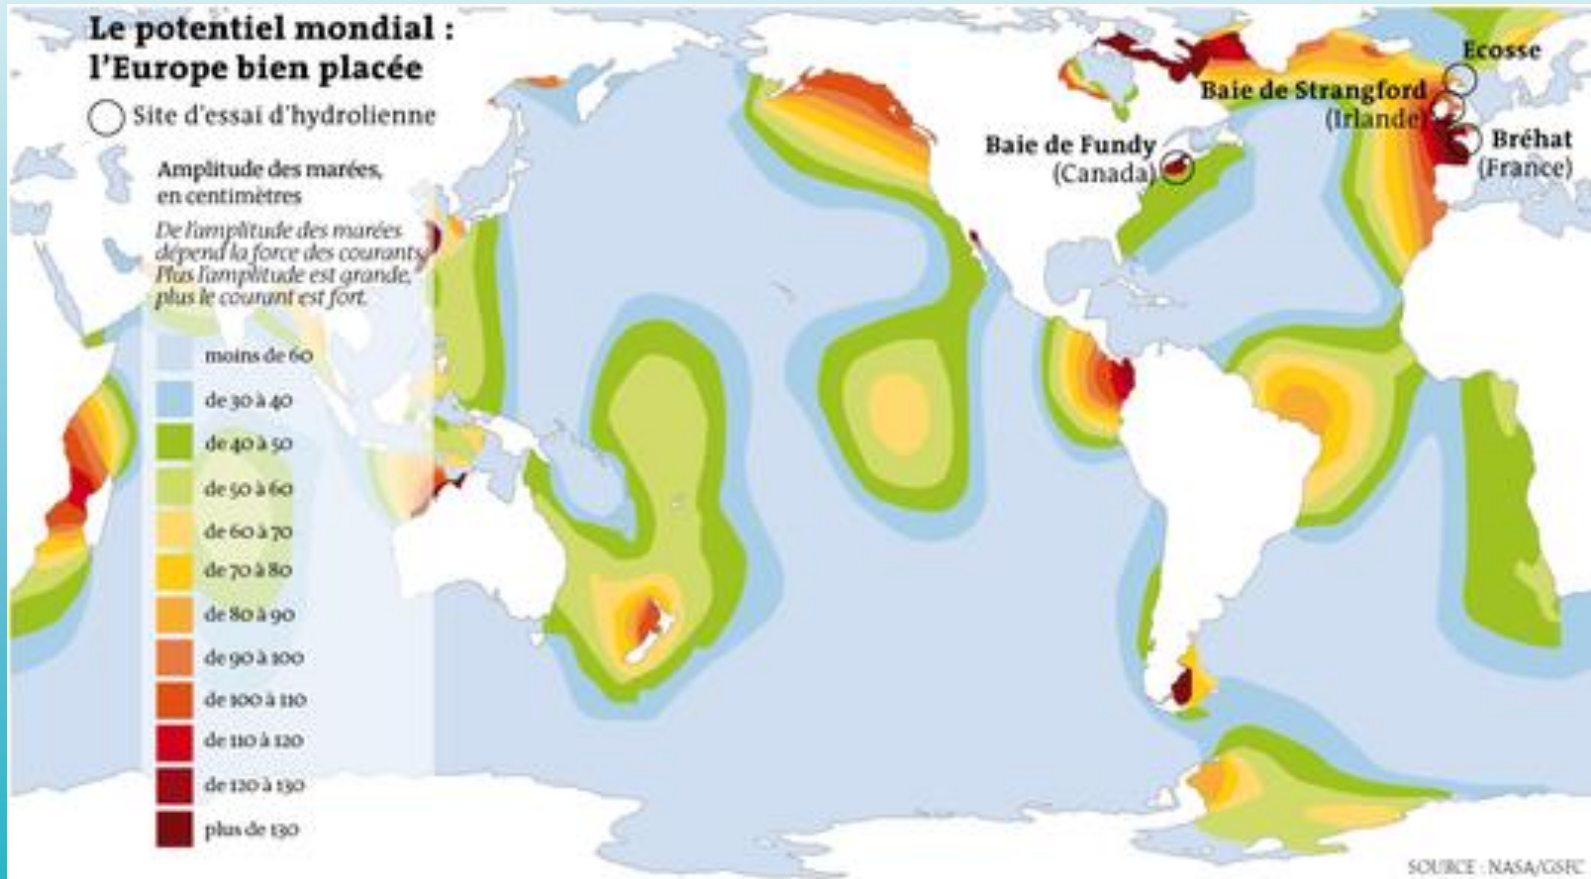 Le potentiel mondial :
l'Europe bien placée
Site d'essai d'hydrolienne
Amplitude des marées,
en centimètres
De l'amplitude des marées
dépend la force des courants.
Plus l'amplitude est grande,
plus le courant est fort.
moins de 60
de 30 à 40
de 40 à 50
de 50 à 60
de 60 à 70
de 70 à 80
de 80 à 90
de 90 à 100
de 100 à 110
de 110 à 120
de 120 à 130
plus de 130
Ecosse
Baie de Strangford
(Irlande)
Baie de Fundy
(Canada)
Bréhat
(France)
SOURCE : NASA/GSFC